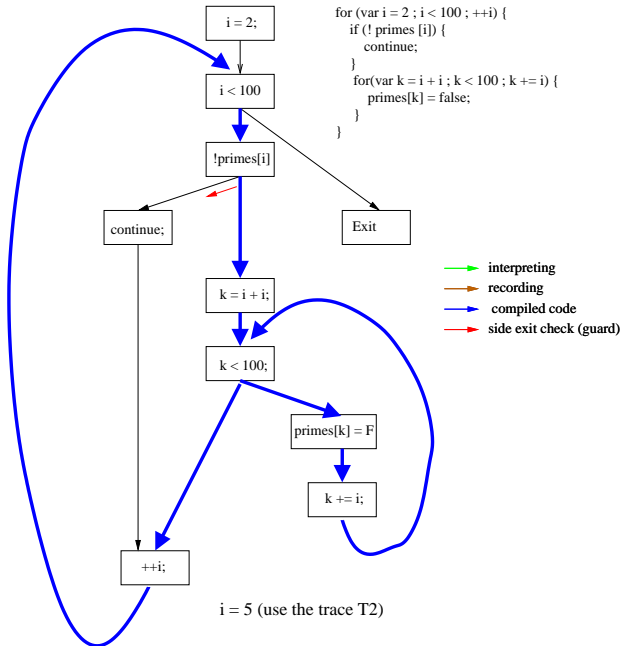 i = 2;
for (var i = 2 ; i < 100 ; ++i) {
if (! primes [i]) {
continue;
}
for(var k = i + i ; k < 100 ; k += i) {
primes[k] = false;
}
}
i < 100
!primes[i]
continue;
Exit
interpreting
recording
compiled code
side exit check (guard)
k = i + i;
k < 100;
primes[k] = F
k += i;
++i;
i = 5 (use the trace T2)